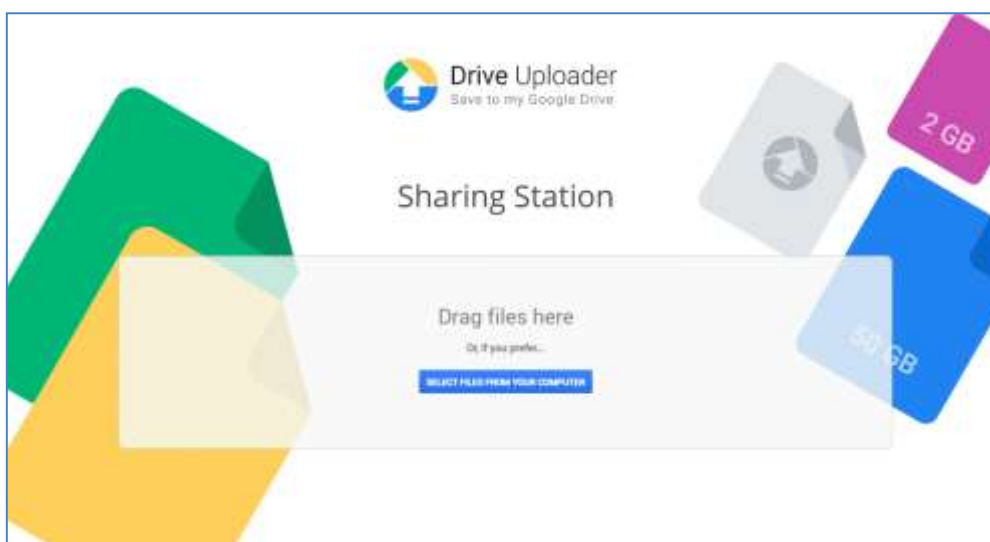 Drive Uploader
Save to my Google Drive
2 GB
Sharing Station
Drag files here
Or, if you prefer...
50 GB
SELECT FILES FROM YOUR COMPUTER